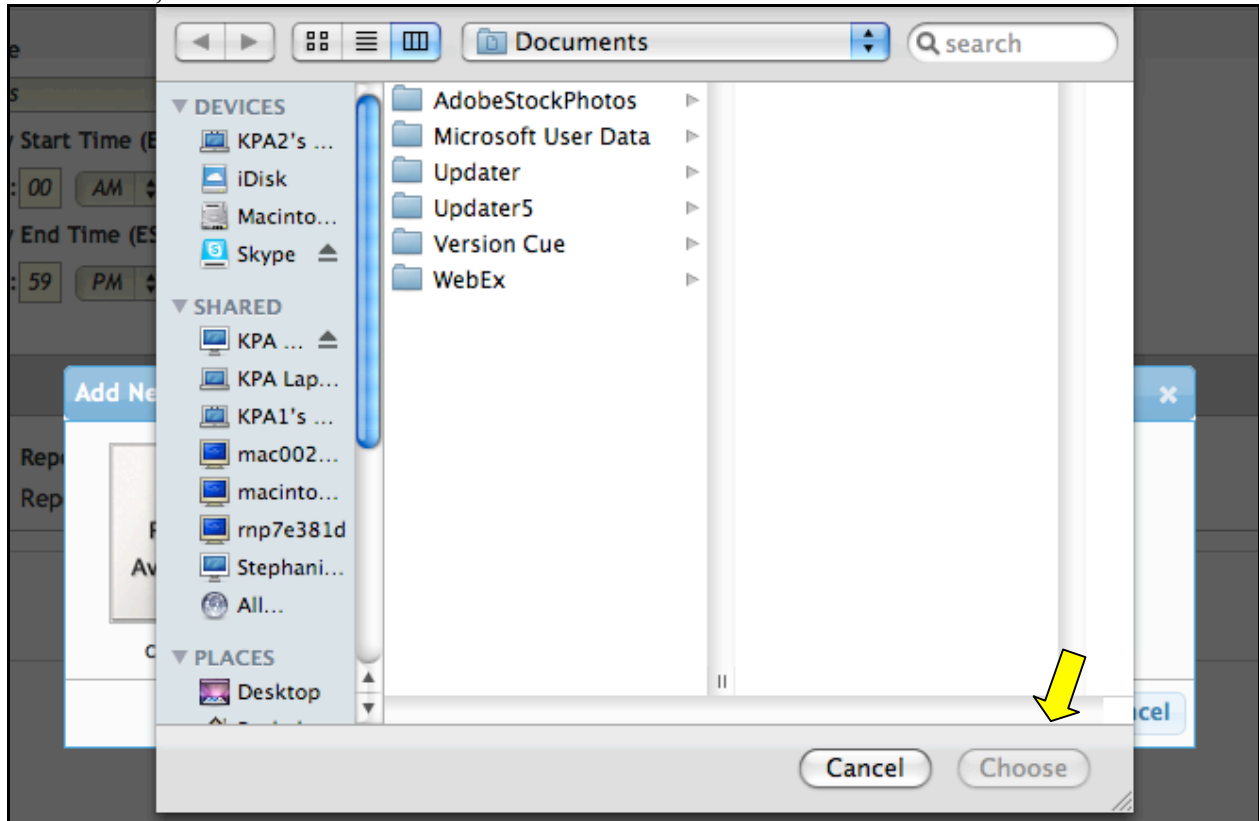 Documents
search
DEVICES
KPA2's ...
iDisk
Macinto...
Skype
SHARED
KPA ...
KPA Lap...
KPA1's ...
mac002...
macinto...
rnp7e381d
Stephani...
All...
PLACES
Desktop
AdobeStockPhotos
Microsoft User Data
Updater
Updater5
Version Cue
WebEx
Start Time (E
: 00 AM
End Time (ES
: 59 PM
Add Ne
Rep
Rep
Av
Cancel Choose